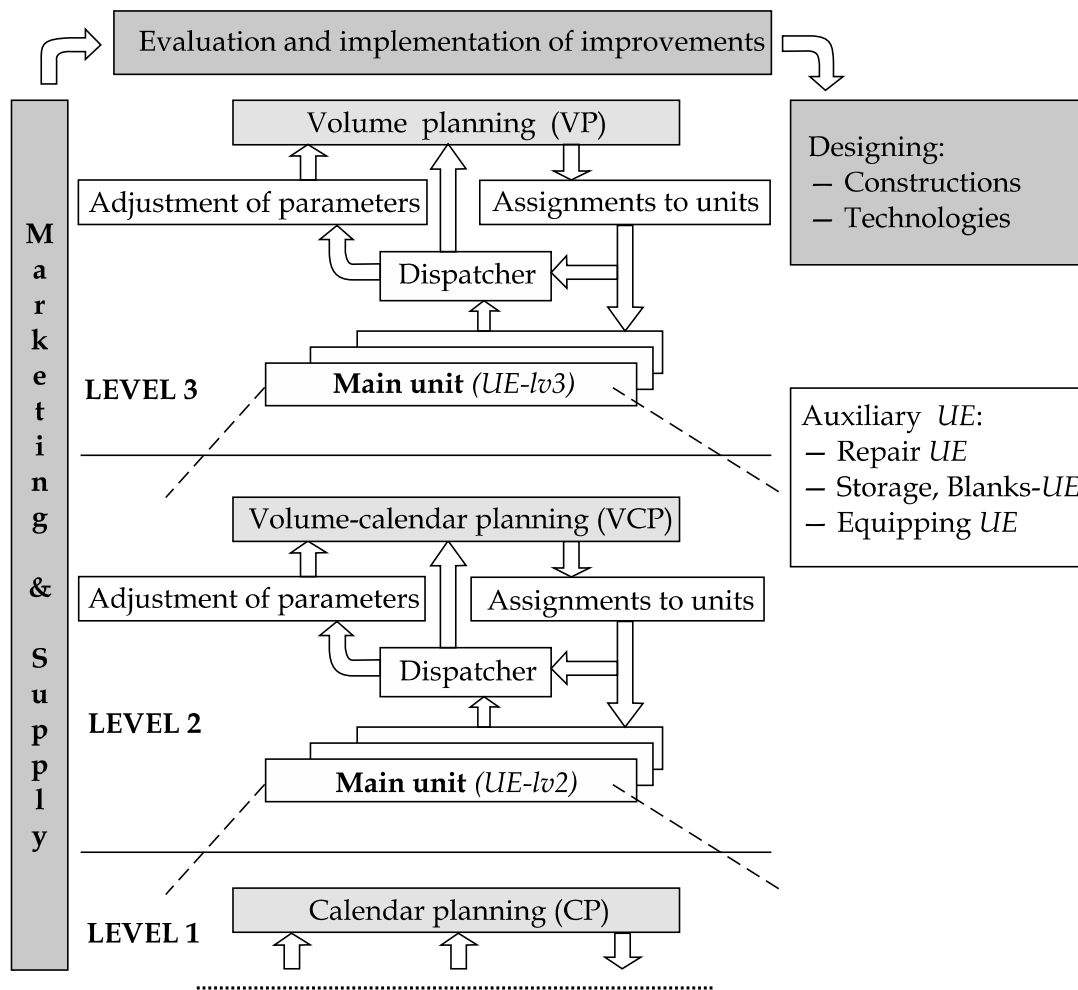 Evaluation and implementation of improvements
Marketing & Supply
Volume planning (VP)
Adjustment of parameters
Assignments to units
Dispatcher
Main unit (UE-lv3)
LEVEL 3
Designing:
— Constructions
— Technologies
Auxiliary UE:
— Repair UE
— Storage, Blanks-UE
— Equipping UE
Volume-calendar planning (VCP)
Adjustment of parameters
Assignments to units
Dispatcher
LEVEL 2
Main unit (UE-lv2)
Calendar planning (CP)
LEVEL 1